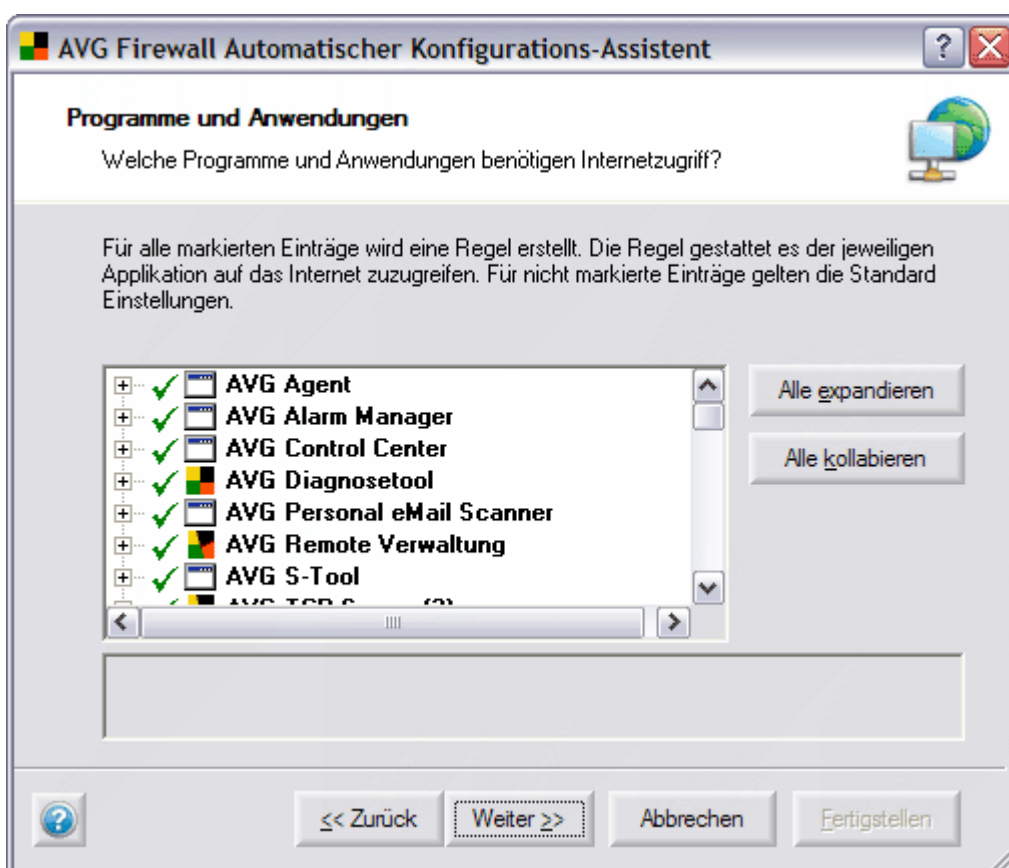 AVG Firewall Automatischer Konfigurations-Assistent
Programme und Anwendungen
Welche Programme und Anwendungen benötigen Internetzugriff?
Für alle markierten Einträge wird eine Regel erstellt. Die Regel gestattet es der jeweiligen
Applikation auf das Internet zuzugreifen. Für nicht markierte Einträge gelten die Standard
Einstellungen.
AVG Agent
AVG Alarm Manager
AVG Control Center
AVG Diagnosetool
AVG Personal eMail Scanner
AVG Remote Verwaltung
AVG S-Tool
AVG TCP
Alle expandieren
Alle kollabieren
<< Zurück
Weiter >>
Abbrechen
Fertigstellen